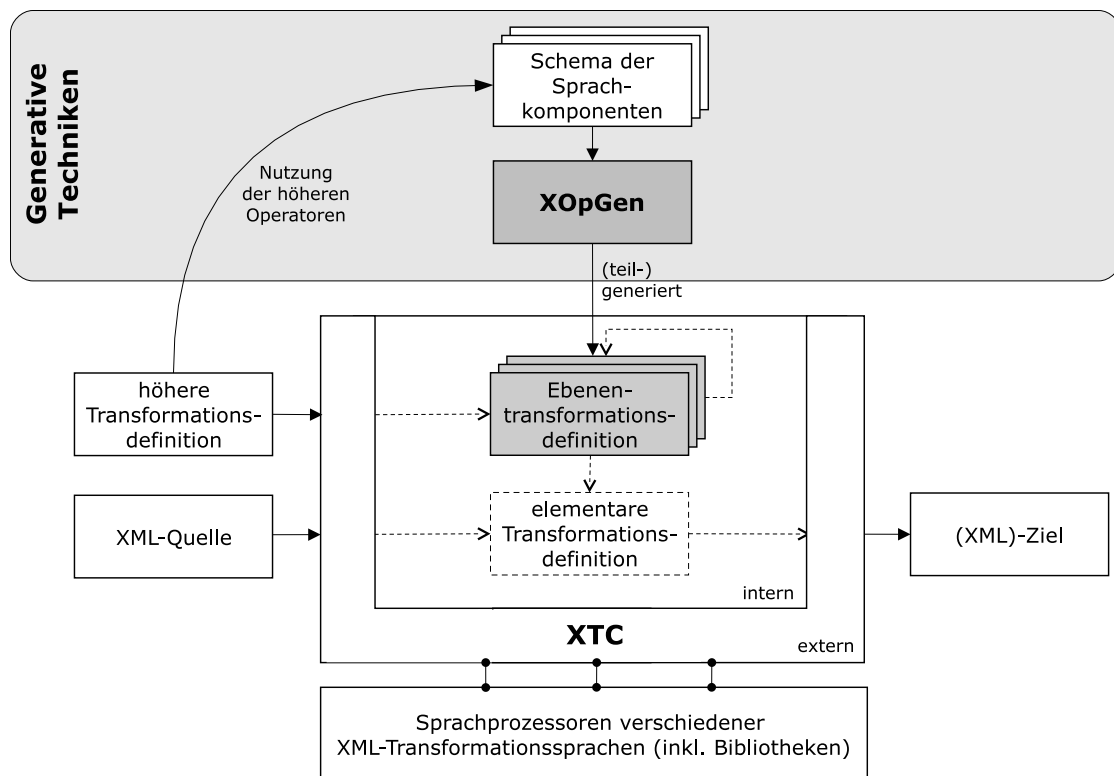 Generative
Techniken
Schema der
Sprach-
komponenten
Nutzung
der höheren
Operatoren
XOpGen
(teil-)
generiert
höhere
Transformations-
definition
Ebenen-
transformations-
definition
XML-Quelle
elementare
Transformations-
definition
(XML)-Ziel
intern
XTC
extern
Sprachprozessoren verschiedener
XML-Transformationssprachen (inkl. Bibliotheken)